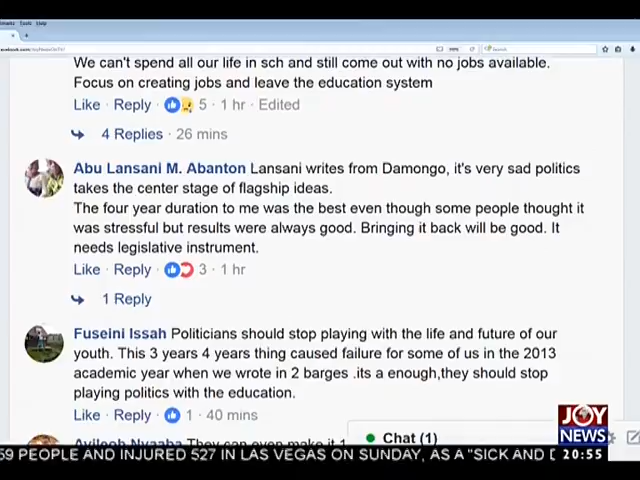 Tools Help
We can't spend all our life in sch and still come out with no jobs available.
Focus on creating jobs and leave the education system
Like · Reply · 5 · 1 hr · Edited
4 Replies · 26 mins
Abu Lansani M. Abanton Lansani writes from Damongo, it's very sad politics
takes the center stage of flagship ideas.
The four year duration to me was the best even though some people thought it
was stressful but results were always good. Bringing it back will be good. It
needs legislative instrument.
Like · Reply · 3 · 1 hr
1 Reply
Fuseini Issah Politicians should stop playing with the life and future of our
youth. This 3 years 4 years thing caused failure for some of us in the 2013
academic year when we wrote in 2 barges .its a enough,they should stop
playing politics with the education.
Like · Reply · 1 · 40 mins
They can even make it 1
Chat (1)
JOY
NEWS
59 PEOPLE AND INJURED 527 IN LAS VEGAS ON SUNDAY, AS A "SICK AND
20:55